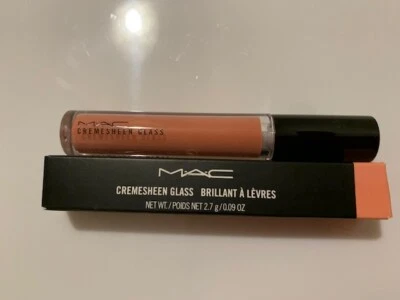 MAC
CREMESHEEN GLASS
MAC
CREMESHEEN GLASS BRILLANT À LÈVRES
NET WT./POIDS NET 2.7 g/0.09 OZ